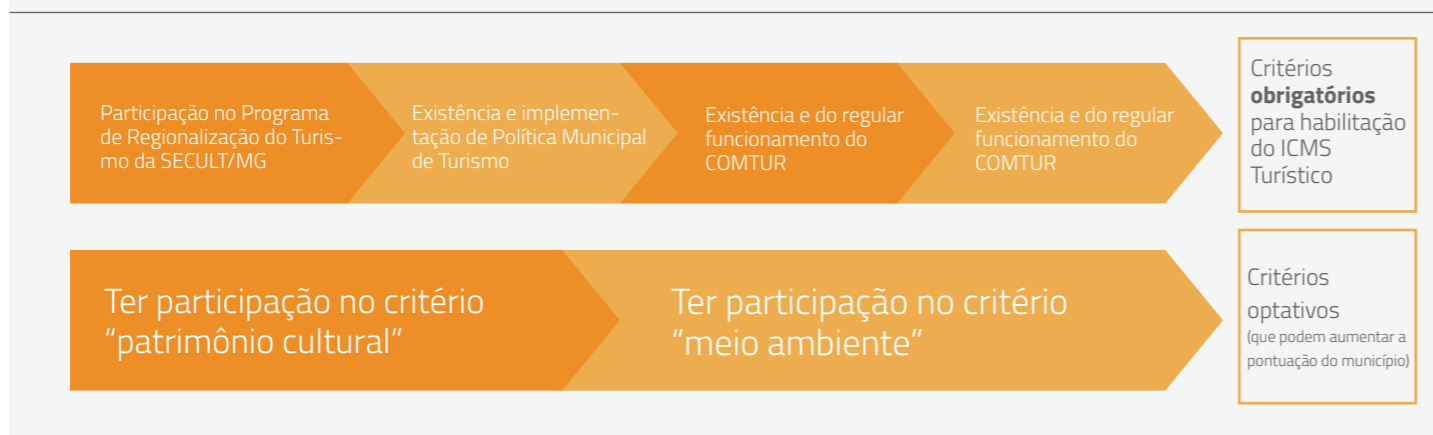 Participação no Programa
de Regionalização do Turis-
mo da SECULT/MG
Existência e implemen-
tação de Política Municipal
de Turismo
Existência e do regular
funcionamento do
COMTUR
Existência e do regular
funcionamento do
COMTUR
Critérios
obrigatórios
para habilitação
do ICMS
Turístico
Ter participação no critério
“patrimônio cultural”
Ter participação no critério
“meio ambiente”
Critérios
optativos
(que podem aumentar a
pontuação do município)